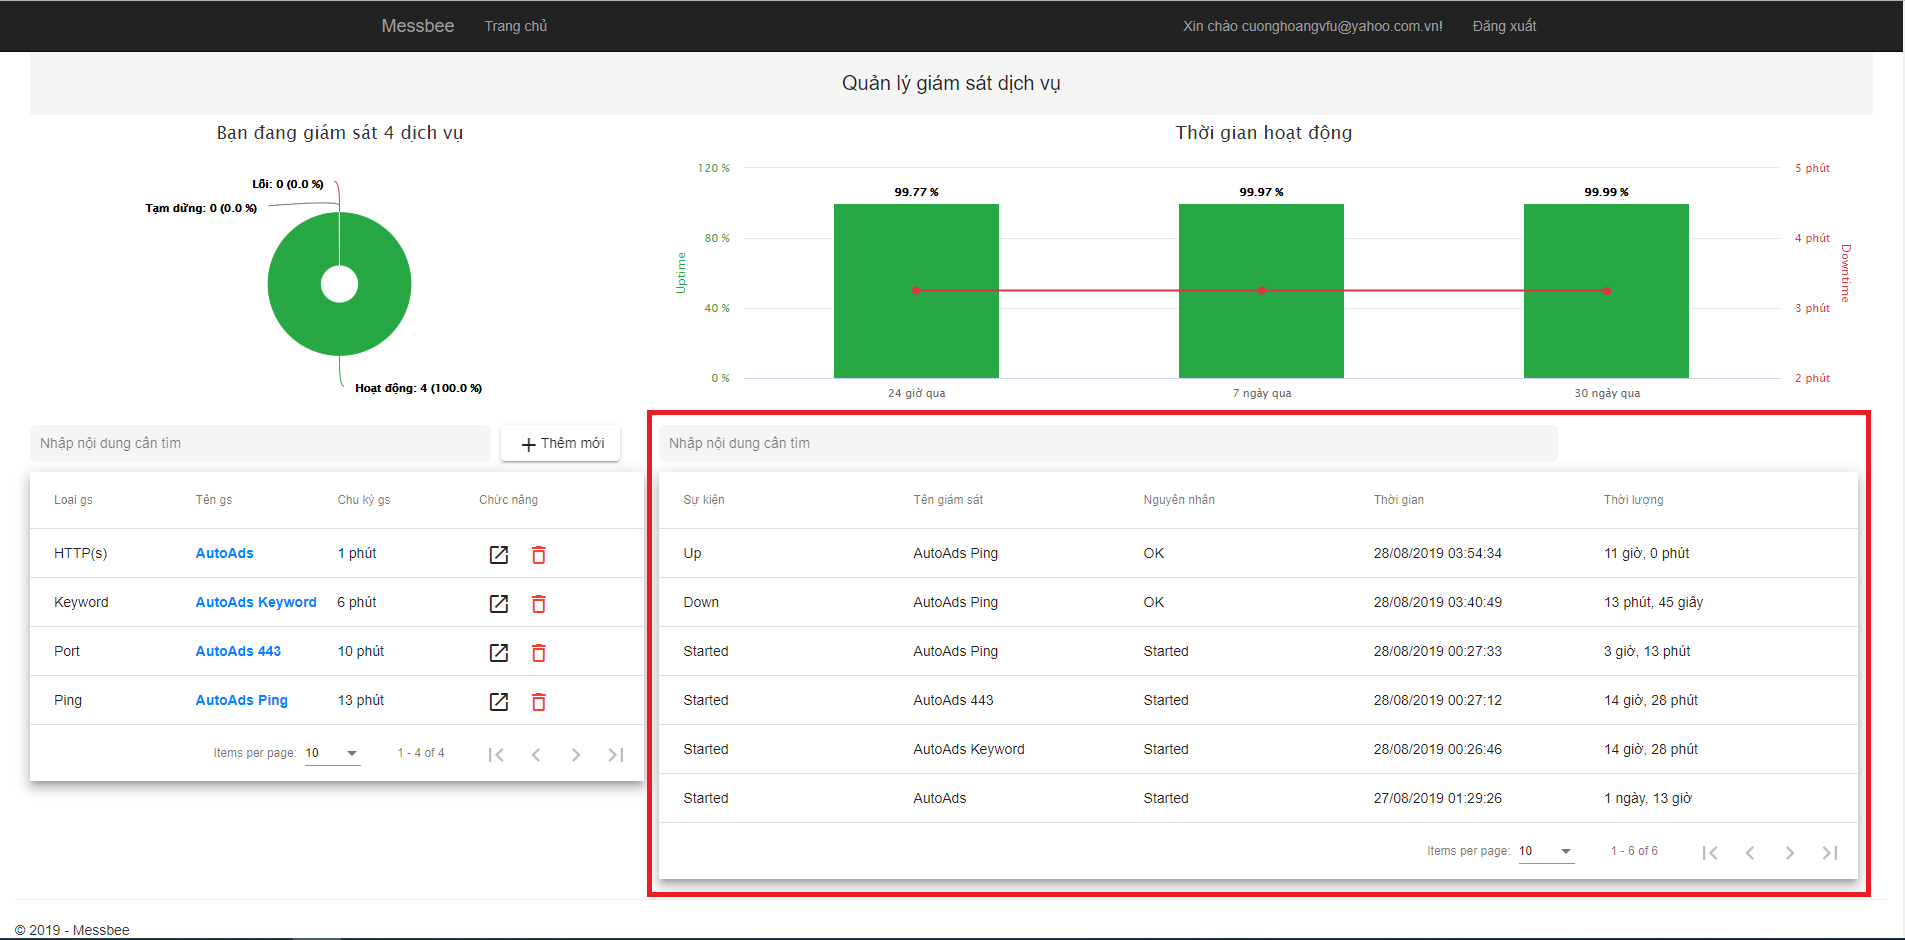 Messbee Trang chủ Xin chào cuonghoangvfu@yahoo.com.vn! Đăng xuất
Quản lý giám sát dịch vụ
Bạn đang giám sát 4 dịch vụ
Lỗi: 0 (0.0 %)
Tạm dừng: 0 (0.0 %)
Hoạt động: 4 (100.0 %)
Thời gian hoạt động
120 %
80 %
40 %
0 %
Uptime
99.77 %
99.97 %
99.99 %
5 phút
4 phút
3 phút
2 phút
Downtime
24 giờ qua
7 ngày qua
30 ngày qua
Nhập nội dung cần tìm
Thêm mới
Loại gs Tên gs Chu kỳ gs Chức năng
HTTP(s) AutoAds 1 phút
Keyword AutoAds Keyword 6 phút
Port AutoAds 443 10 phút
Ping AutoAds Ping 13 phút
Items per page: 10 1 - 4 of 4
Nhập nội dung cần tìm
Sự kiện Tên giám sát Nguyên nhân Thời gian Thời lượng
Up AutoAds Ping OK 28/08/2019 03:54:34 11 giờ, 0 phút
Down AutoAds Ping OK 28/08/2019 03:40:49 13 phút, 45 giây
Started AutoAds Ping Started 28/08/2019 00:27:33 3 giờ, 13 phút
Started AutoAds 443 Started 28/08/2019 00:27:12 14 giờ, 28 phút
Started AutoAds Keyword Started 28/08/2019 00:26:46 14 giờ, 28 phút
Started AutoAds Started 27/08/2019 01:29:26 1 ngày, 13 giờ
Items per page: 10 1 - 6 of 6
© 2019 - Messbee